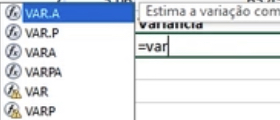 VAR.A
Estima a variação com
VAR.P
Variância
VARA
=var
VARPA
VAR
VARP